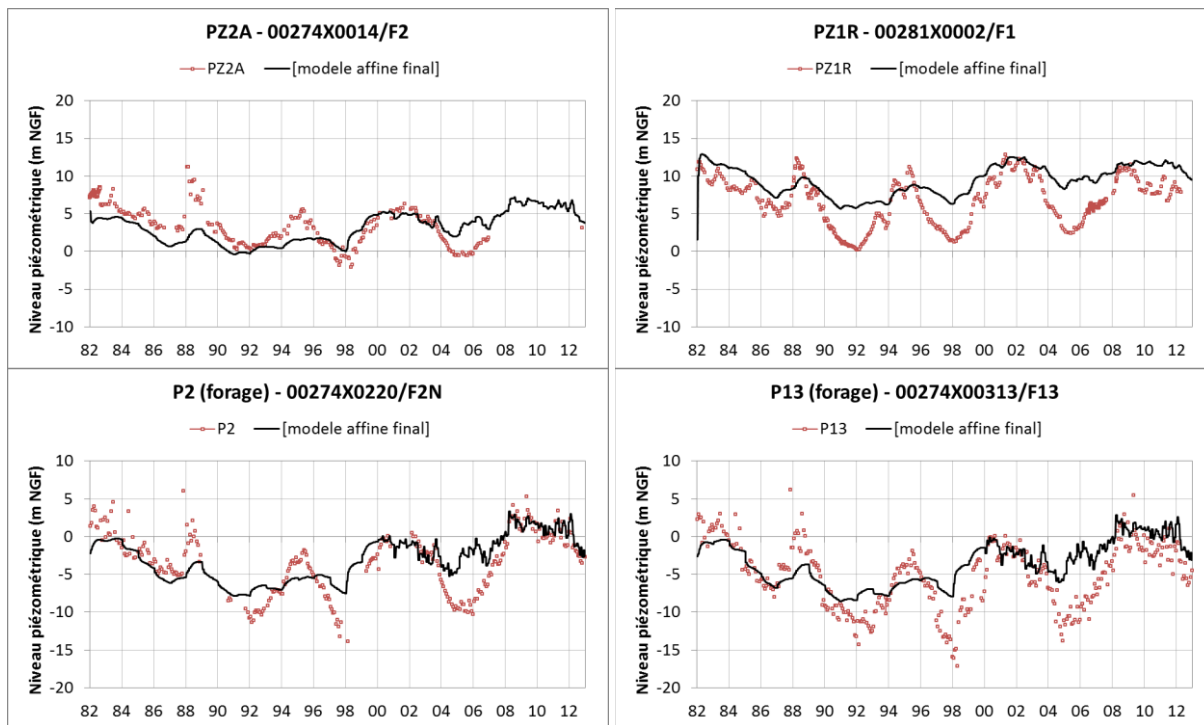 PZ2A - 00274X0014/F2
PZ2A [modele affine final]
Niveau piézométrique (m NGF)
20
15
10
5
0
-5
-10
82 84 86 88 90 92 94 96 98 00 02 04 06 08 10 12
PZ1R - 00281X0002/F1
PZ1R [modele affine final]
Niveau piézométrique (m NGF)
20
15
10
5
0
-5
-10
82 84 86 88 90 92 94 96 98 00 02 04 06 08 10 12
P2 (forage) - 00274X0220/F2N
P2 [modele affine final]
Niveau piézométrique (m NGF)
10
5
0
-5
-10
-15
-20
82 84 86 88 90 92 94 96 98 00 02 04 06 08 10 12
P13 (forage) - 00274X00313/F13
P13 [modele affine final]
Niveau piézométrique (m NGF)
10
5
0
-5
-10
-15
-20
82 84 86 88 90 92 94 96 98 00 02 04 06 08 10 12